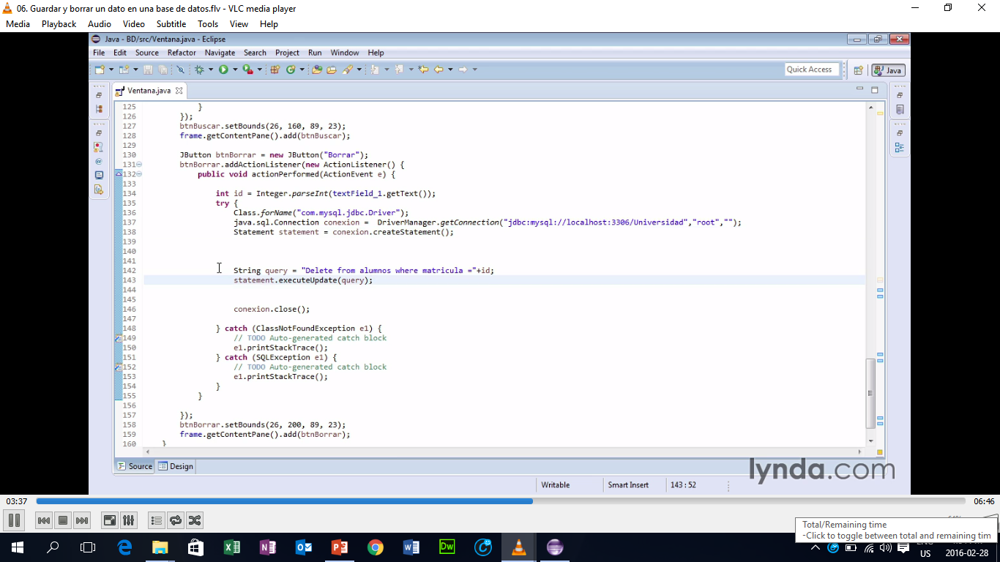 06. Guardar y borrar un dato en una base de datos.flv - VLC media player
Media Playback Audio Video Subtitle Tools View Help
Java - BD/src/Ventana.java - Eclipse
File Edit Source Refactor Navigate Search Project Run Window Help
Quick Access
Java
Ventana.java
125 }
126 });
127 btnBuscar.setBounds(26, 160, 89, 23);
128 frame.getContentPane().add(btnBuscar);
129
130 JButton btnBorrar = new JButton("Borrar");
131 btnBorrar.addActionListener(new ActionListener() {
132 public void actionPerformed(ActionEvent e) {
133
134 int id = Integer.parseInt(textField_1.getText());
135 try {
136 Class.forName("com.mysql.jdbc.Driver");
137 java.sql.Connection conexion = DriverManager.getConnection("jdbc:mysql://localhost:3306/Universidad","root","");
138 Statement statement = conexion.createStatement();
139
140
141
142 String query = "Delete from alumnos where matricula ="+id;
143 statement.executeUpdate(query);
144
145
146 conexion.close();
147
148 } catch (ClassNotFoundException e1) {
149 // TODO Auto-generated catch block
150 e1.printStackTrace();
151 } catch (SQLException e1) {
152 // TODO Auto-generated catch block
153 e1.printStackTrace();
154 }
155 }
156
157 });
158 btnBorrar.setBounds(26, 200, 89, 23);
159 frame.getContentPane().add(btnBorrar);
160 }
Source Design
lynda.com
Writable Smart Insert 143 : 52
03:37 06:46
Total/Remaining time
-Click to toggle between total and remaining tim
Dw
US 2016-02-28